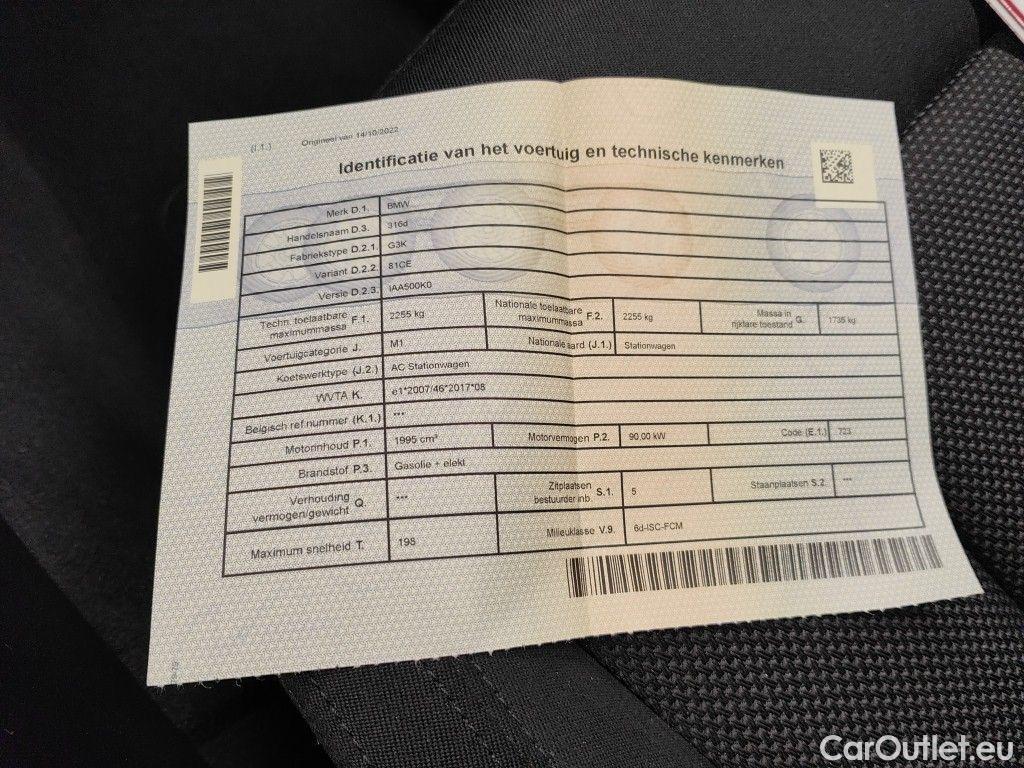 (I.1.) Origineel van 14/10/2022
Identificatie van het voertuig en technische kenmerken
Merk D.1. BMW
Handelsnaam D.3. 316d
Fabriekstype D.2.1. G3K
Variant D.2.2. 81CE
Versie D.2.3. IAA500K0
Techn. toelaatbare maximummassa F.1. 2255 kg Nationale toelaatbare maximummassa F.2. 2255 kg Massa in rijklare toestand G. 1735 kg
Voertuigcategorie J. M1 Nationale aard (J.1.) Stationwagen
Koetswerktype (J.2.) AC Stationwagen
WVTA K. e1*2007/46*2017*08
Belgisch ref.nummer (K.1.) ***
Motorinhoud P.1. 1995 cm³ Motorvermogen P.2. 90,00 kW Code (E.1.) 723
Brandstof P.3. Gasolie + elekt
Verhouding vermogen/gewicht Q. *** Zitplaatsen bestuurder inb. S.1. 5 Staanplaatsen S.2. ***
Maximum snelheid T. 198 Milieuklasse V.9. 6d-ISC-FCM
CarOutlet.eu